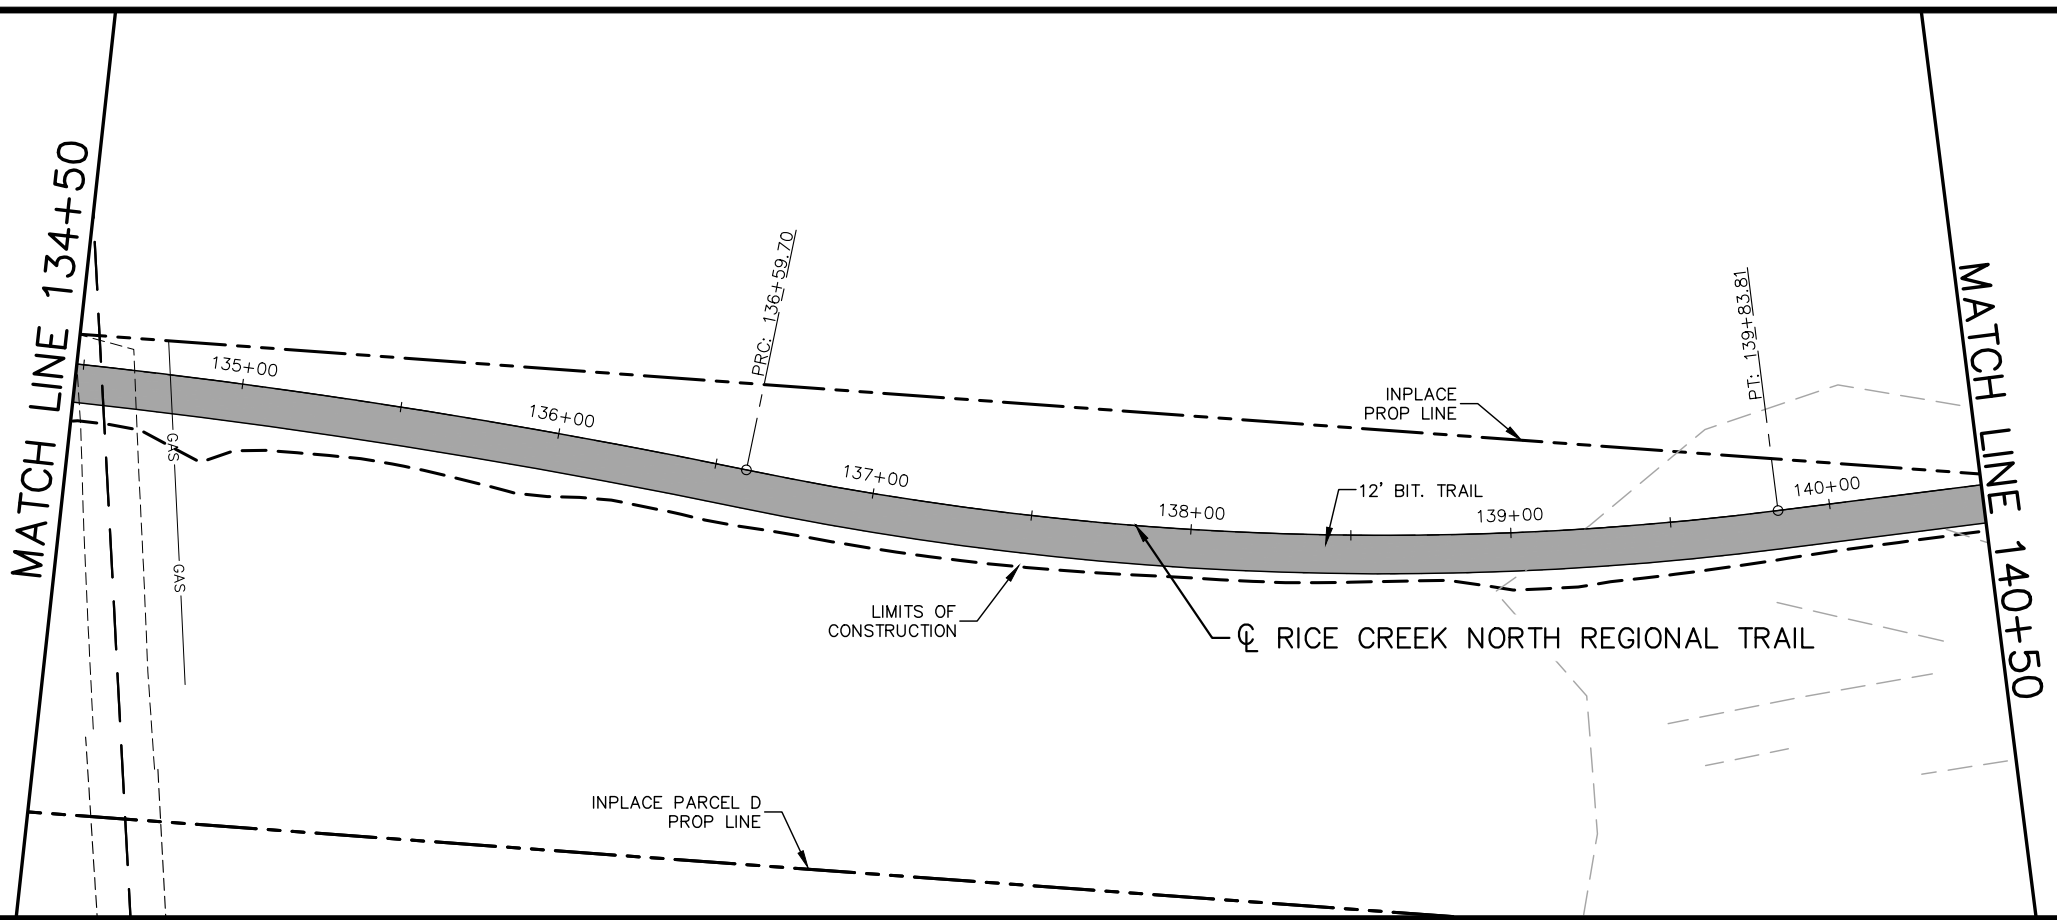 MATCH LINE 134+50
135+00
136+00
PRC: 136+59.70
137+00
138+00
139+00
PT: 139+83.81
140+00
MATCH LINE 140+50
GAS
GAS
INPLACE
PROP LINE
12' BIT. TRAIL
LIMITS OF
CONSTRUCTION
℄ RICE CREEK NORTH REGIONAL TRAIL
INPLACE PARCEL D
PROP LINE